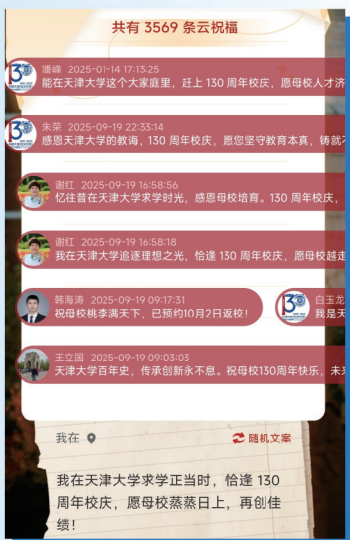 共有 3569 条云祝福
潘峰 2025-01-14 17:13:25
能在天津大学这个大家庭里，赶上 130 周年校庆，愿母校人才济
朱荣 2025-09-19 22:33:14
感恩天津大学的教诲，130 周年校庆，愿您坚守教育本真，铸就
谢红 2025-09-19 16:58:56
忆往昔在天津大学求学时光，感恩母校培育。130 周年校庆，
谢红 2025-09-19 16:58:18
我在天津大学追逐理想之光，恰逢 130 周年校庆，愿母校越走
韩海涛 2025-09-19 09:17:31
祝母校桃李满天下，已预约10月2日返校！
白玉龙
我是天
王立国 2025-09-19 09:03:03
天津大学百年史，传承创新永不息。祝母校130周年快乐，未来
我在
随机文案
我在天津大学求学正当时，恰逢 130
周年校庆，愿母校蒸蒸日上，再创佳
绩！